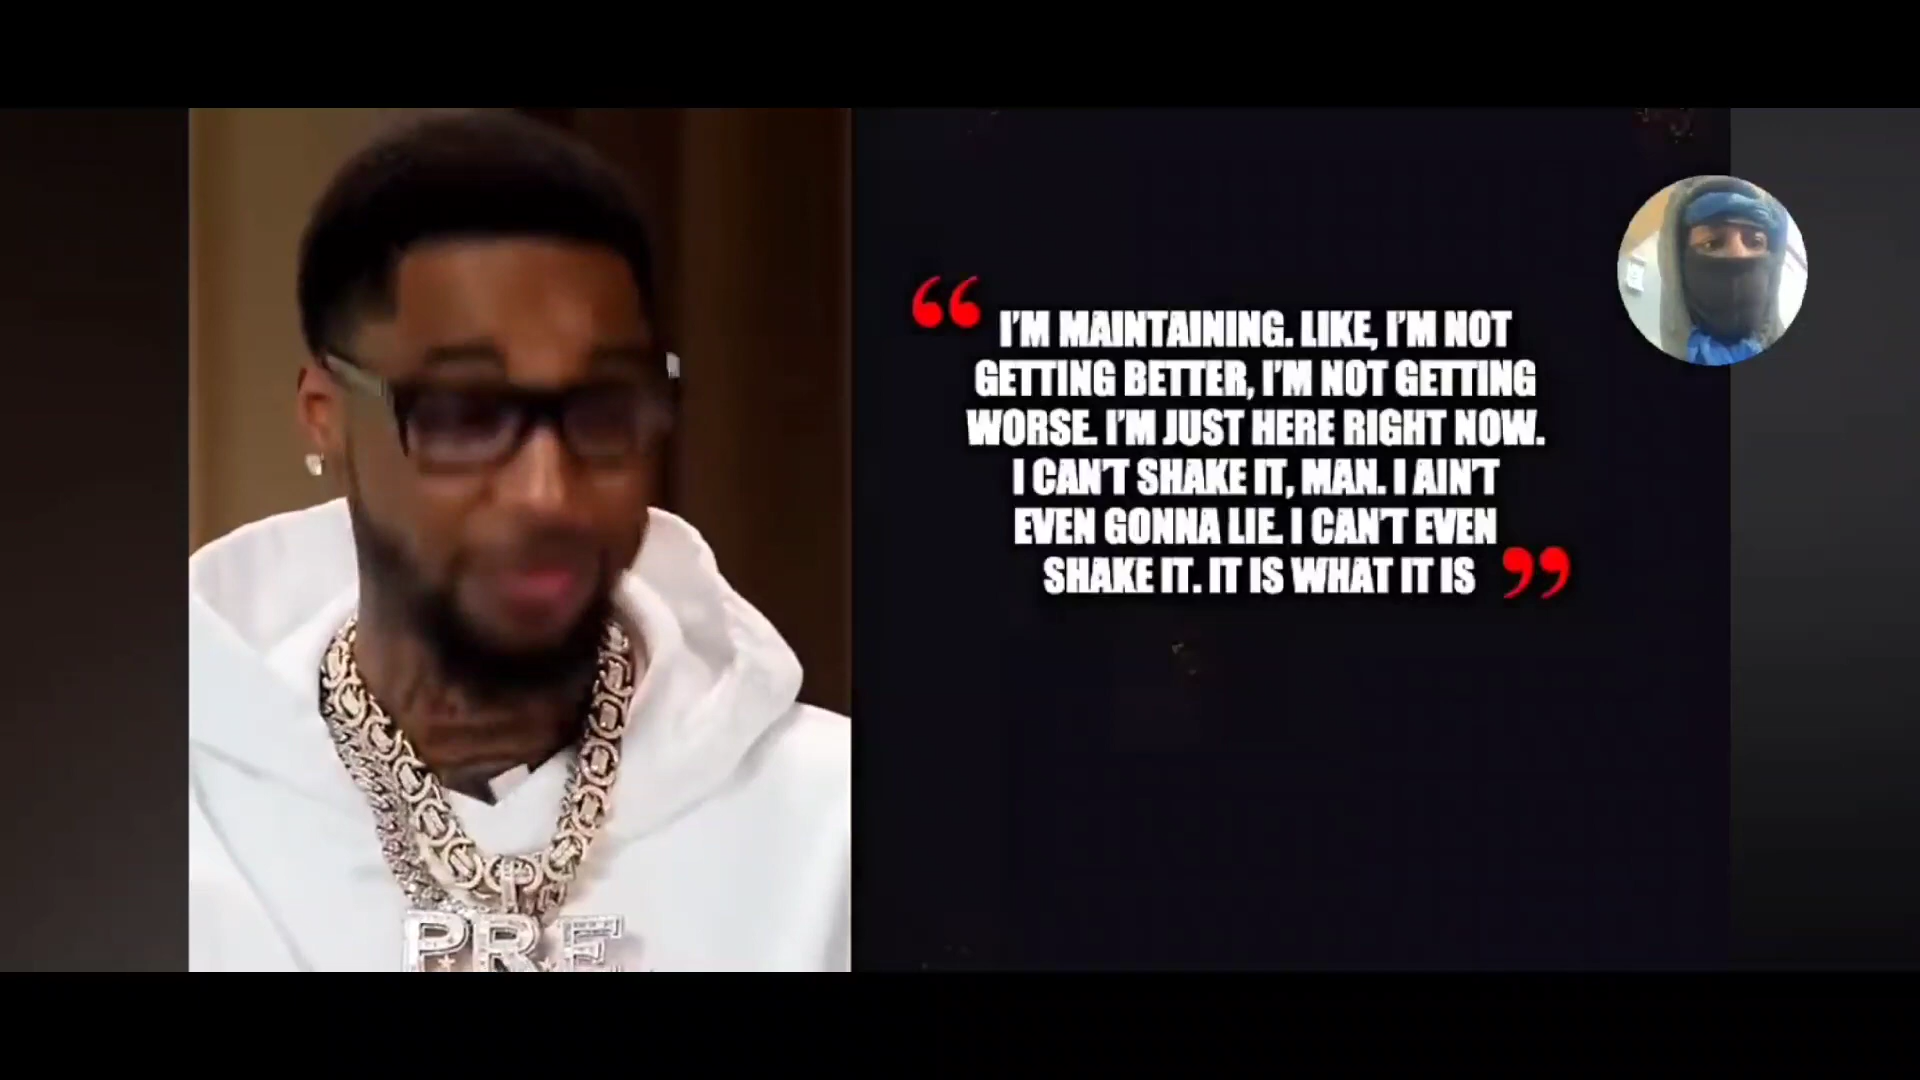 “ I'M MAINTAINING. LIKE, I'M NOT
GETTING BETTER, I'M NOT GETTING
WORSE. I'M JUST HERE RIGHT NOW.
I CAN'T SHAKE IT, MAN. I AIN'T
EVEN GONNA LIE. I CAN'T EVEN
SHAKE IT. IT IS WHAT IT IS ”
P.R.E.